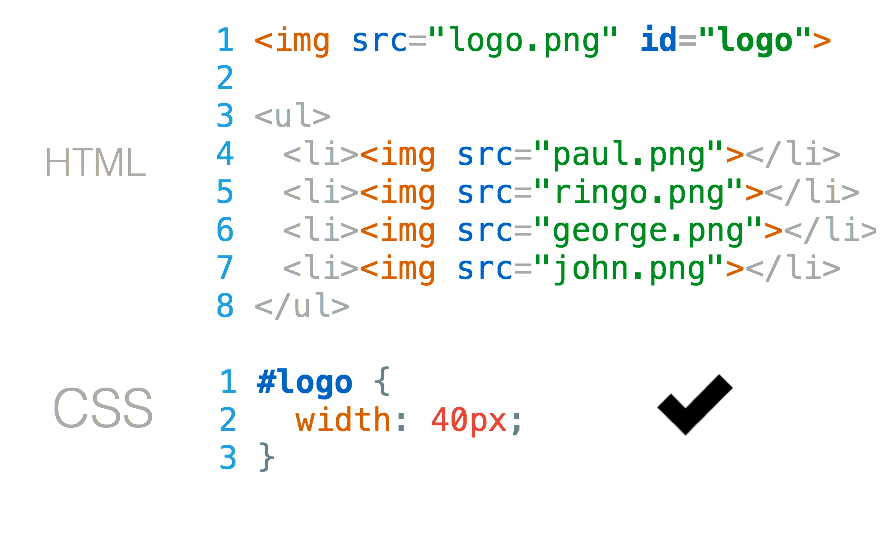 HTML
1 <img src="logo.png" id="logo">
2
3 <ul>
4   <li><img src="paul.png"></li>
5   <li><img src="ringo.png"></li>
6   <li><img src="george.png"></li>
7   <li><img src="john.png"></li>
8 </ul>
CSS
1 #logo {
2   width: 40px;
3 }